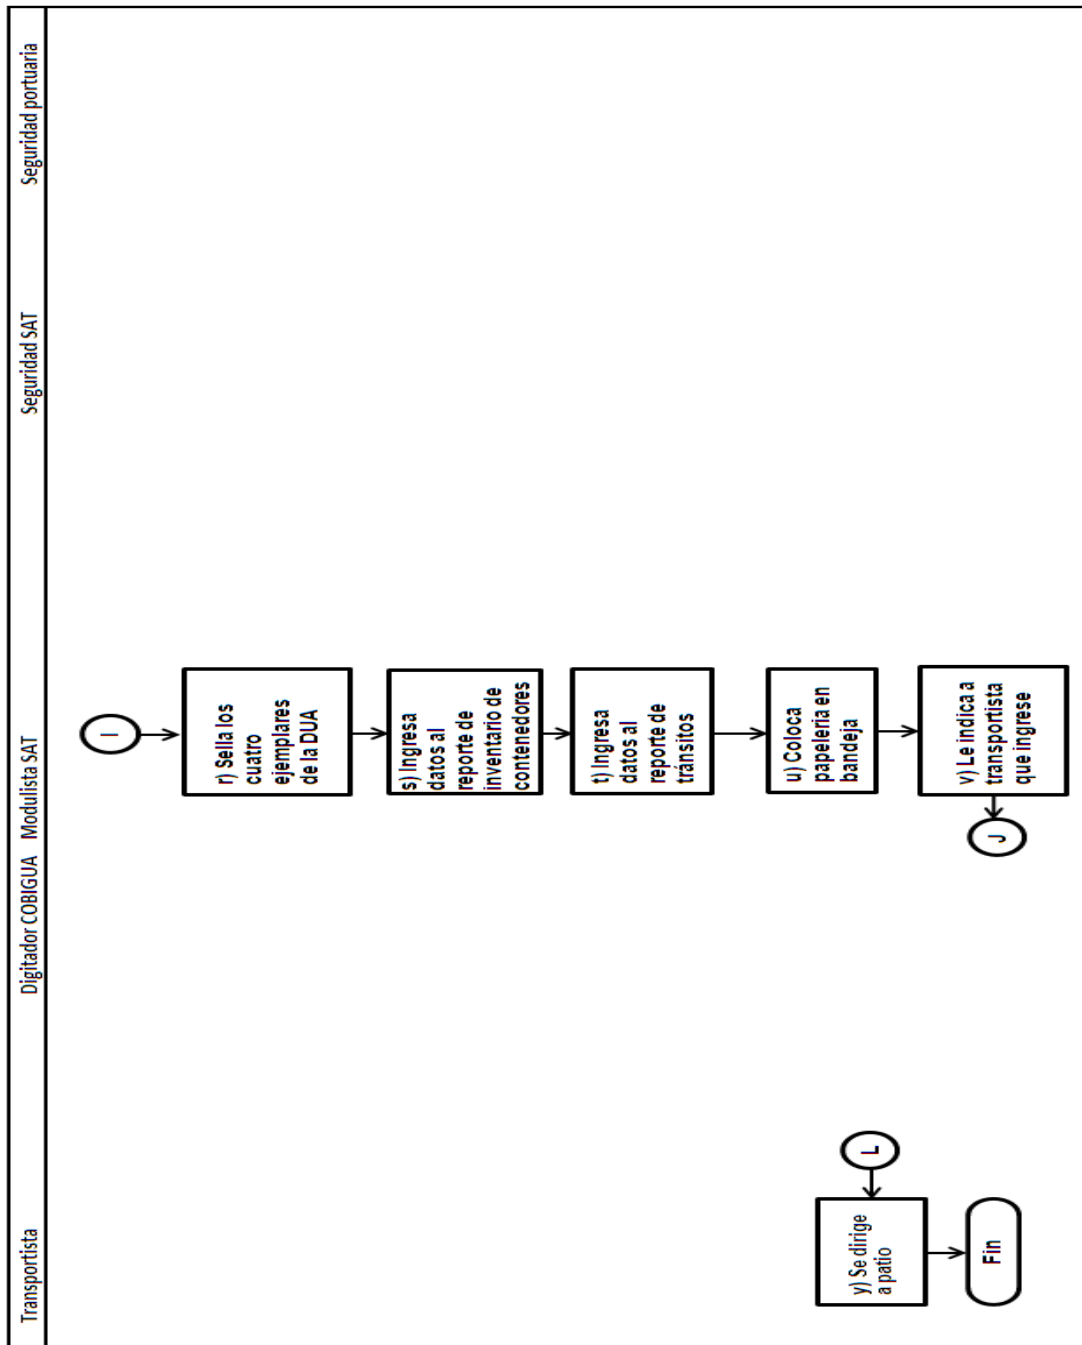 Transportista
Digitador COBIGUA
Modulista SAT
Seguridad SAT
Seguridad portuaria
I
r) Sella los
cuatro
ejemplares
de la DUA
s) Ingresa
datos al
reporte de
inventario de
contenedores
t) Ingresa
datos al
reporte de
tránsitos
u) Coloca
papelería en
bandeja
v) Le indica a
transportista
que ingrese
J
L
y) Se dirige
a patio
Fin